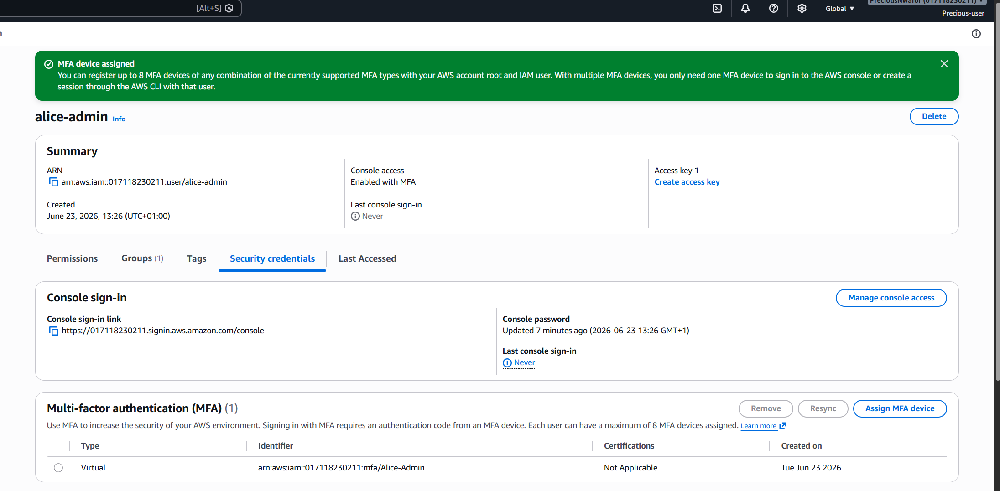 [Alt+S]
Global
PreciousNwafor (017118230211)
Precious-user
MFA device assigned
You can register up to 8 MFA devices of any combination of the currently supported MFA types with your AWS account root and IAM user. With multiple MFA devices, you only need one MFA device to sign in to the AWS console or create a
session through the AWS CLI with that user.
alice-admin Info
Delete
Summary
ARN
arn:aws:iam::017118230211:user/alice-admin
Created
June 23, 2026, 13:26 (UTC+01:00)
Console access
Enabled with MFA
Last console sign-in
Never
Access key 1
Create access key
Permissions
Groups (1)
Tags
Security credentials
Last Accessed
Console sign-in
Manage console access
Console sign-in link
https://017118230211.signin.aws.amazon.com/console
Console password
Updated 7 minutes ago (2026-06-23 13:26 GMT+1)
Last console sign-in
Never
Multi-factor authentication (MFA) (1)
Remove
Resync
Assign MFA device
Use MFA to increase the security of your AWS environment. Signing in with MFA requires an authentication code from an MFA device. Each user can have a maximum of 8 MFA devices assigned. Learn more
Type
Identifier
Certifications
Created on
Virtual
arn:aws:iam::017118230211:mfa/Alice-Admin
Not Applicable
Tue Jun 23 2026